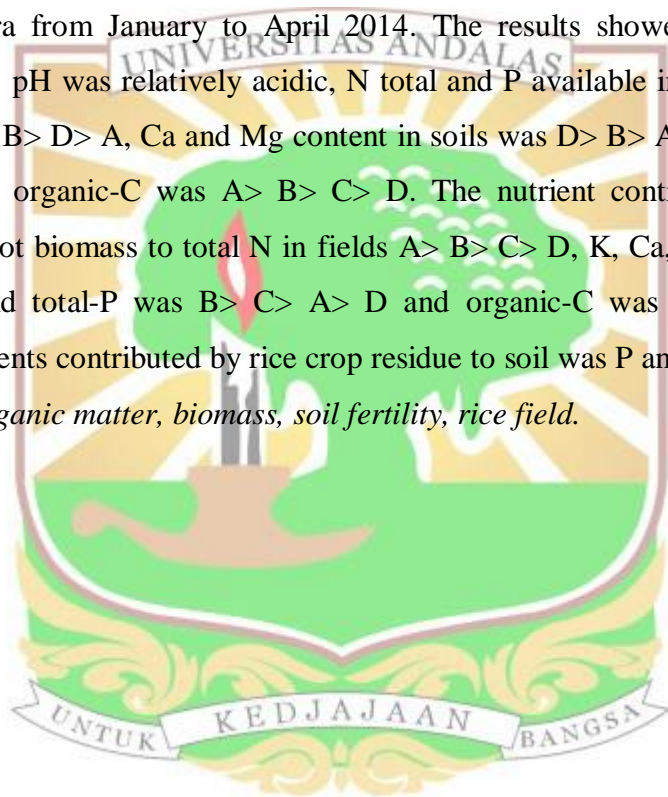 ra from January to April 2014. The results showe
UNIVERSITAS ANDALAS
pH was relatively acidic, N total and P available in
B> D> A, Ca and Mg content in soils was D> B> A
organic-C was A> B> C> D. The nutrient cont
ot biomass to total N in fields A> B> C> D, K, Ca,
d total-P was B> C> A> D and organic-C was
ents contributed by rice crop residue to soil was P an
ganic matter, biomass, soil fertility, rice field.
UNTUK KEDJAJAAN BANGSA